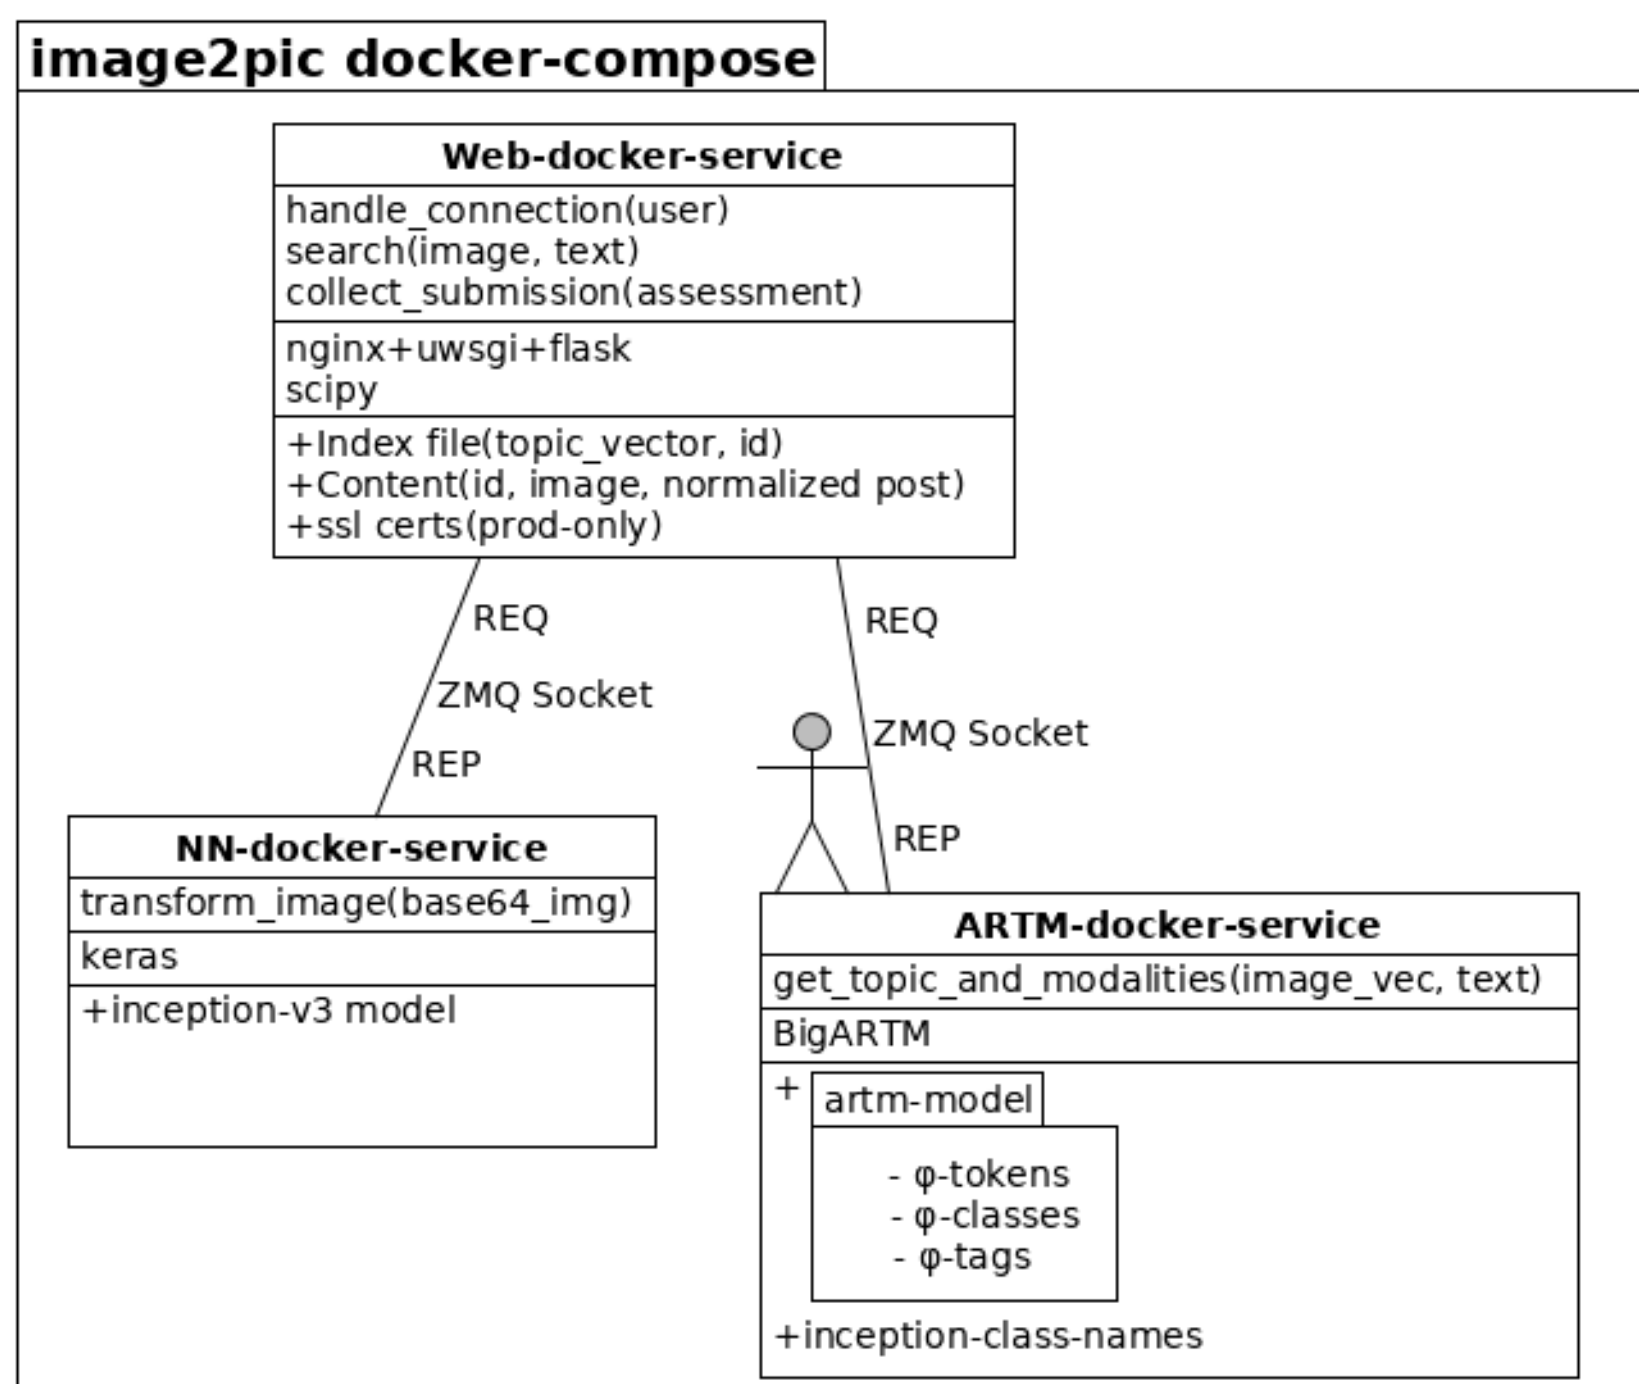 image2pic docker-compose
Web-docker-service
handle_connection(user)
search(image, text)
collect_submission(assessment)
nginx+uwsgi+flask
scipy
+Index file(topic_vector, id)
+Content(id, image, normalized post)
+ssl certs(prod-only)
REQ
ZMQ Socket
REP
REQ
ZMQ Socket
REP
NN-docker-service
transform_image(base64_img)
keras
+inception-v3 model
ARTM-docker-service
get_topic_and_modalities(image_vec, text)
BigARTM
+
artm-model
- φ-tokens
- φ-classes
- φ-tags
+inception-class-names